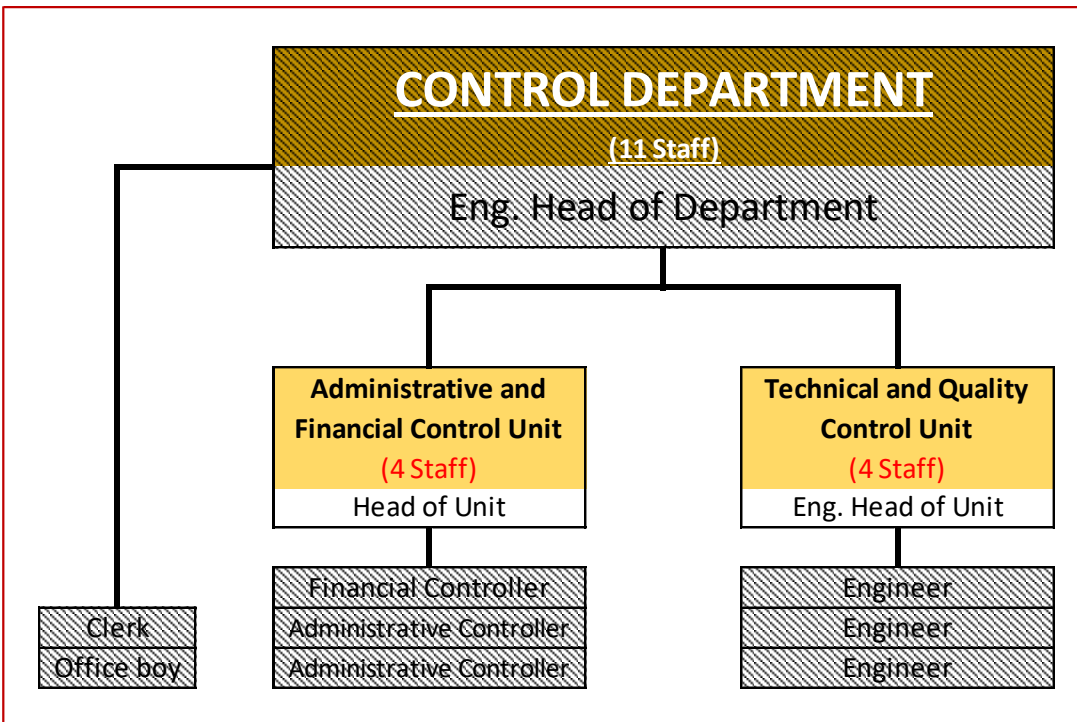 CONTROL DEPARTMENT
(11 Staff)
Eng. Head of Department
Administrative and
Financial Control Unit
(4 Staff)
Head of Unit
Technical and Quality
Control Unit
(4 Staff)
Eng. Head of Unit
Clerk
Office boy
Financial Controller
Administrative Controller
Administrative Controller
Engineer
Engineer
Engineer